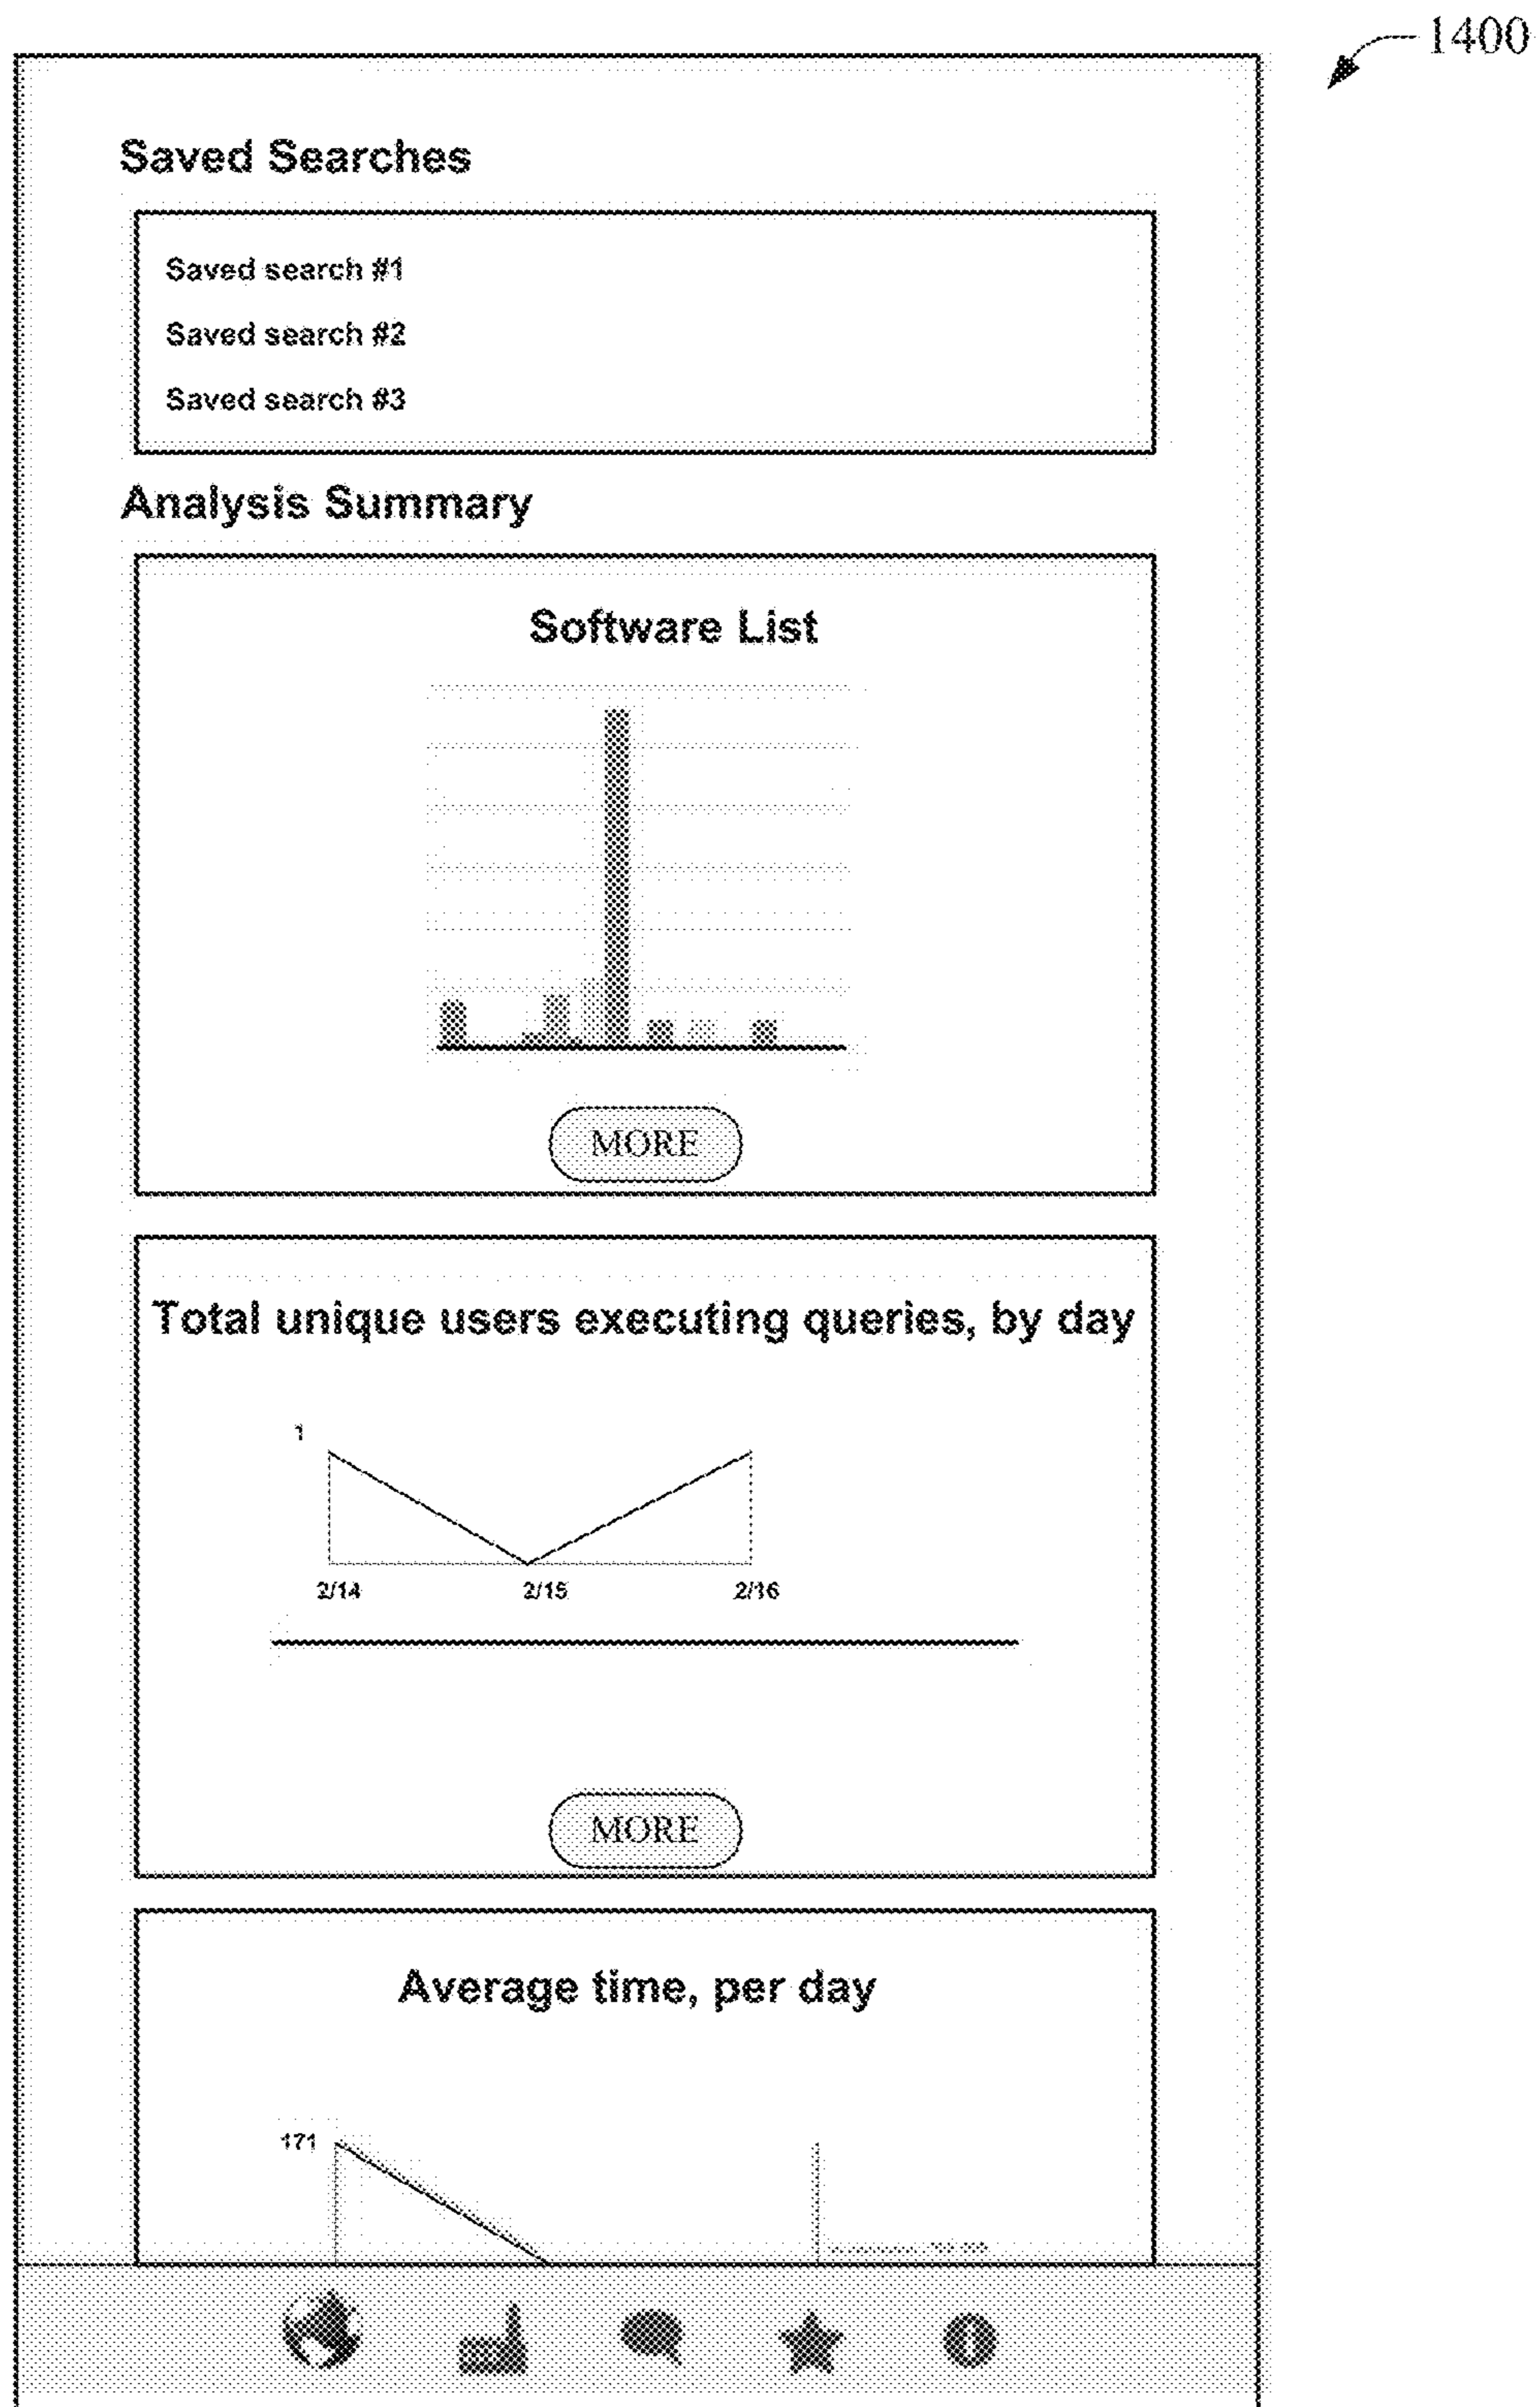 1400
Saved Searches
Saved search #1
Saved search #2
Saved search #3
Analysis Summary
Software List
MORE
Total unique users executing queries, by day
1
2/14 2/15 2/16
MORE
Average time, per day
171